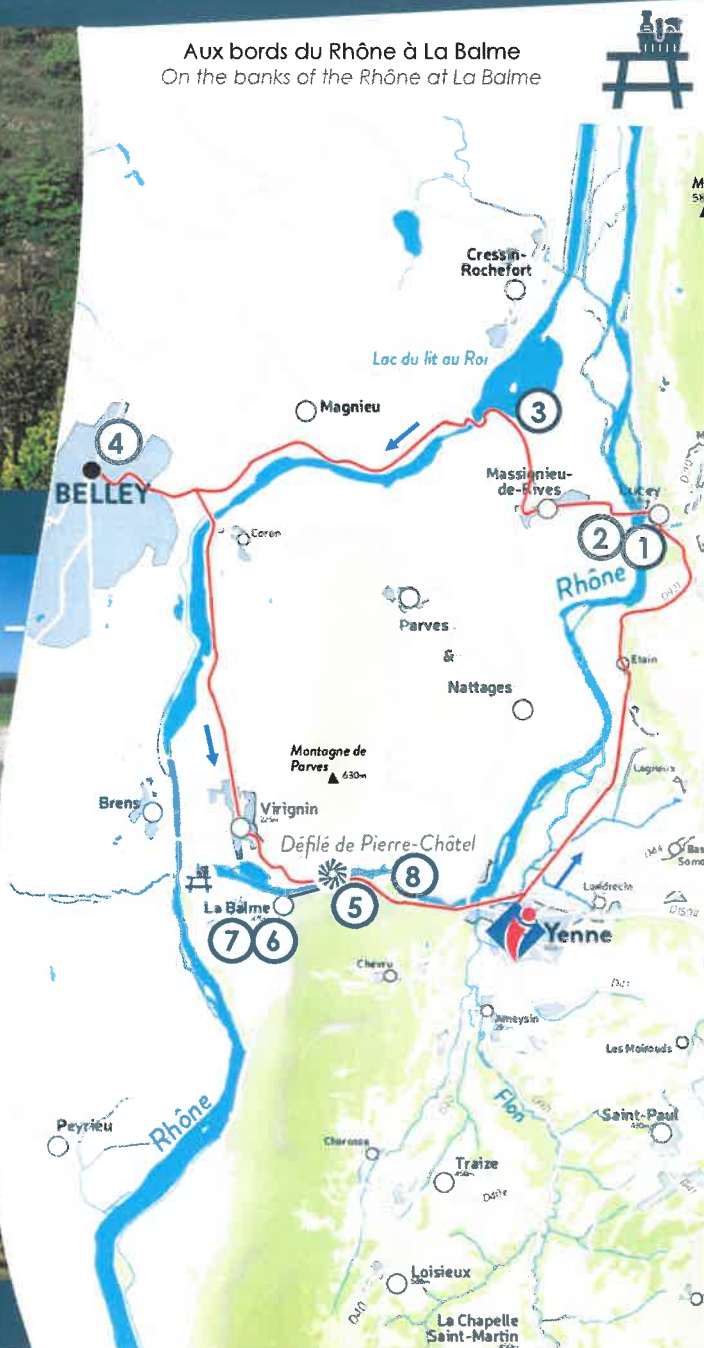 Aux bords du Rhône à La Balme
On the banks of the Rhône at La Balme
Cressin-
Rochefort
Lac du lit au Roi
Magnieu
3
4
BELLEY
Massignieu-
de-Rives
Lucey
2
1
Coron
Rhône
Parves
&
Nattages
Etain
Montagne de
Parves
630m
Brens
Virignin
Défilé de Pierre-Châtel
8
La Balme
5
7
6
Landrecin
Yenne
Chevru
Ameysin
Les Moirouds
Flon
Rhône
Peyrieu
Saint-Paul
Traize
Loisieux
La Chapelle
Saint-Martin